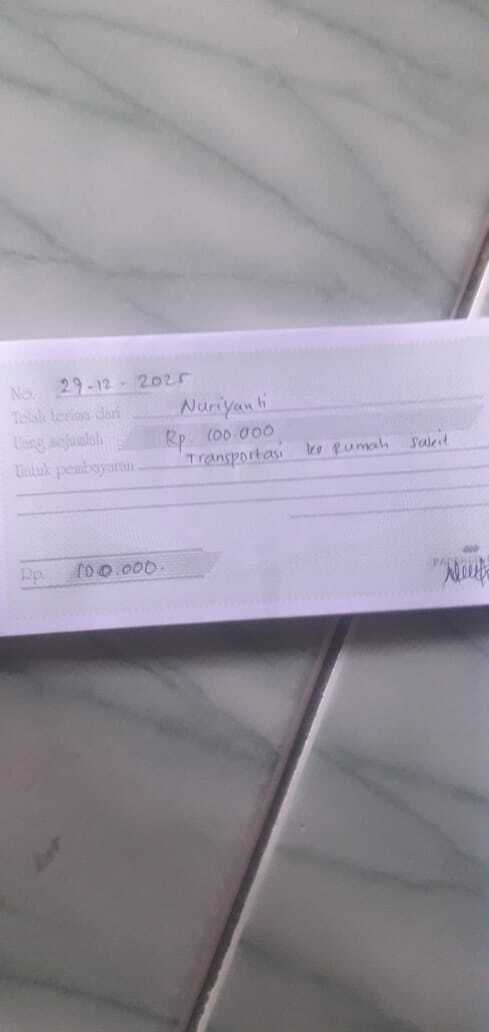 No. 29-12-2025
Telah terima dari Nuriyanti
Uang sejumlah Rp. 100.000
Untuk pembayaran Transportasi ke Rumah Sakit
Rp. 100.000.